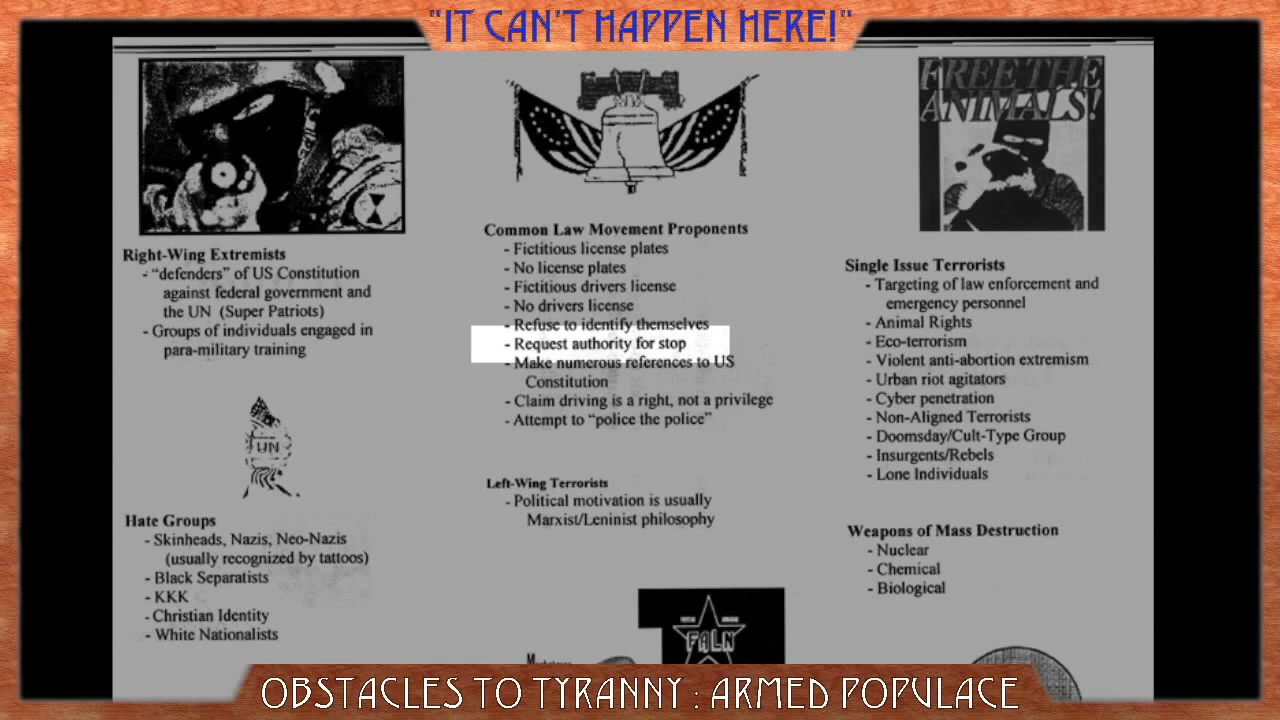 "IT CAN'T HAPPEN HERE!"
FREE THE
ANIMALS!
Right-Wing Extremists
- "defenders" of US Constitution
against federal government and
the UN (Super Patriots)
- Groups of individuals engaged in
para-military training
UN
Hate Groups
- Skinheads, Nazis, Neo-Nazis
(usually recognized by tattoos)
- Black Separatists
- KKK
- Christian Identity
- White Nationalists
Common Law Movement Proponents
- Fictitious license plates
- No license plates
- Fictitious drivers license
- No drivers license
- Refuse to identify themselves
- Request authority for stop
- Make numerous references to US
Constitution
- Claim driving is a right, not a privilege
- Attempt to "police the police"
Left-Wing Terrorists
- Political motivation is usually
Marxist/Leninist philosophy
FALN
Single Issue Terrorists
- Targeting of law enforcement and
emergency personnel
- Animal Rights
- Eco-terrorism
- Violent anti-abortion extremism
- Urban riot agitators
- Cyber penetration
- Non-Aligned Terrorists
- Doomsday/Cult-Type Group
- Insurgents/Rebels
- Lone Individuals
Weapons of Mass Destruction
- Nuclear
- Chemical
- Biological
OBSTACLES TO TYRANNY : ARMED POPULACE